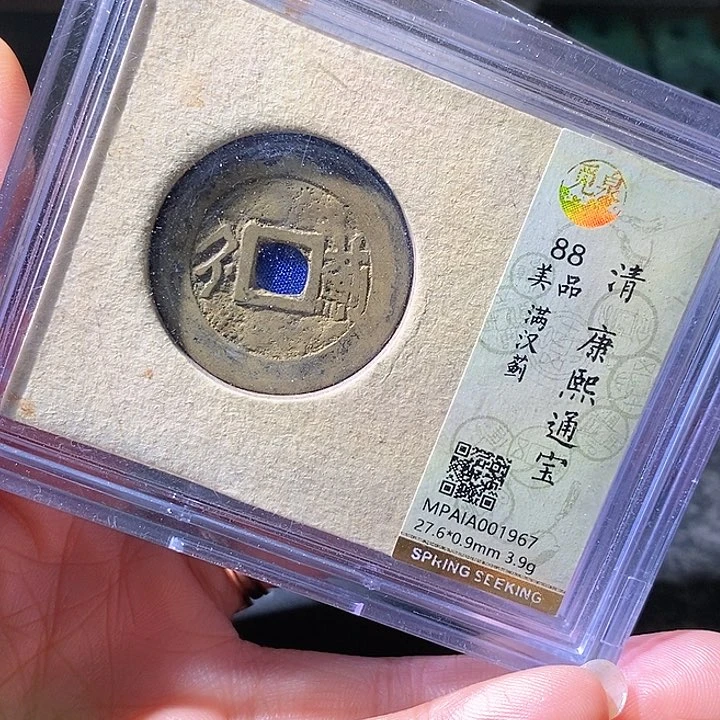 觅泉
清 康熙通宝
88
美品
满汉蓟
MPAIA001967
27.6*0.9mm 3.9g
SPRING SEEKING